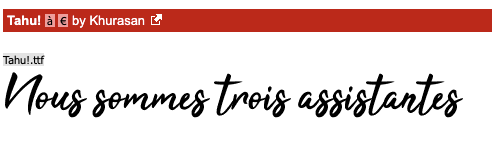 Tahu! à € by Khurasan
Tahu!.ttf
Nous sommes trois assistantes